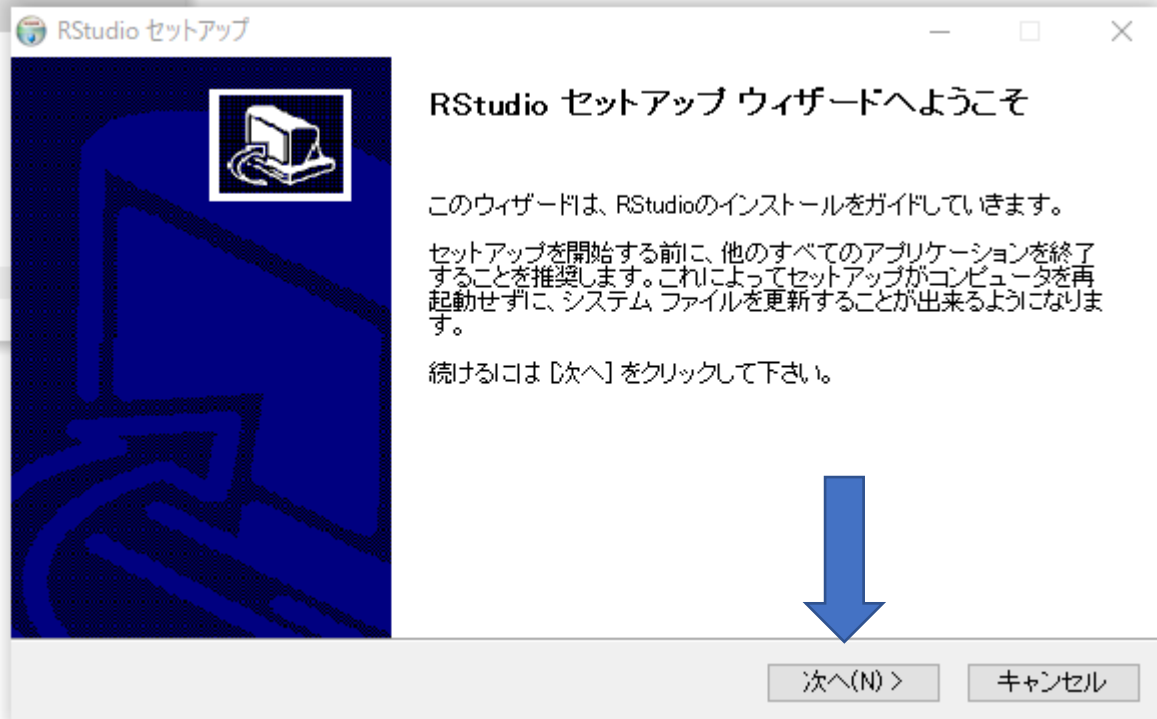 RStudio セットアップ
RStudio セットアップ ウィザードへようこそ
このウィザードは、RStudioのインストールをガイドしていきます。
セットアップを開始する前に、他のすべてのアプリケーションを終了
することを推奨します。これによってセットアップがコンピュータを再
起動せずに、システム ファイルを更新することが出来るようになりま
す。
続けるには [次へ] をクリックして下さい。
次へ(N) >
キャンセル